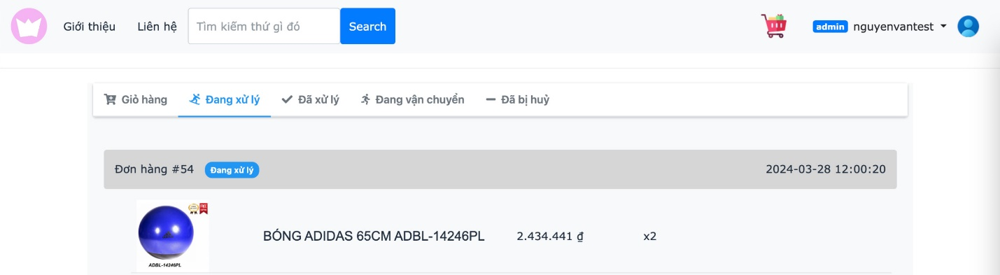 Giới thiệu Liên hệ Tìm kiếm thứ gì đó Search admin nguyenvantest
Giỏ hàng Đang xử lý Đã xử lý Đang vận chuyển Đã bị huỷ
Đơn hàng #54 Đang xử lý 2024-03-28 12:00:20
FREE
BÓNG ADIDAS 65CM ADBL-14246PL 2.434.441 ₫ x2
ADBL-14246PL